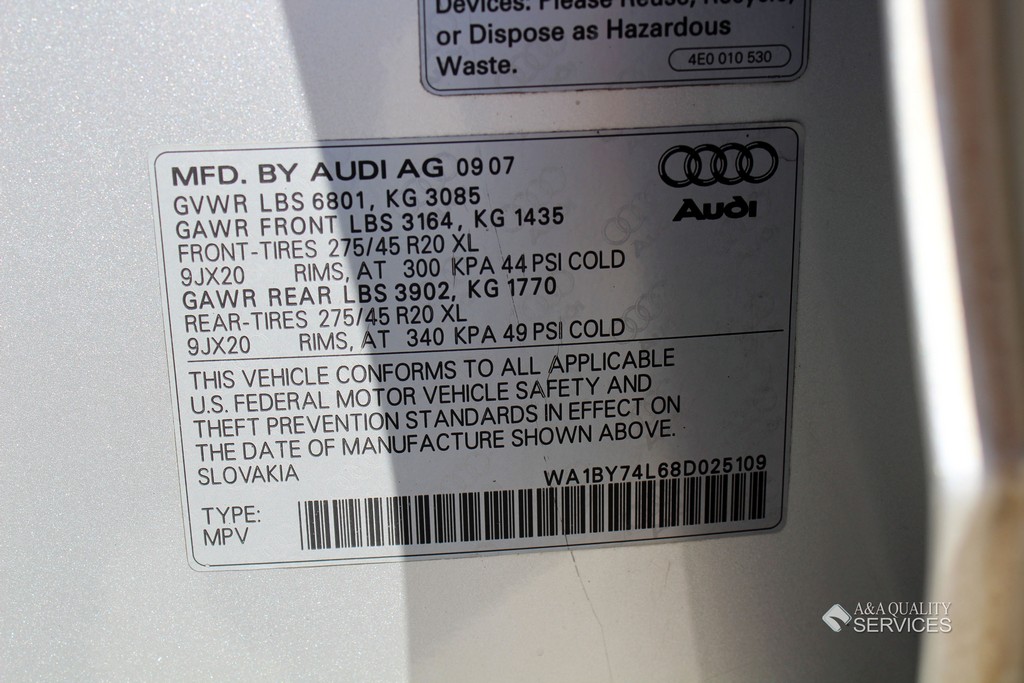 Devices: Please Reuse, Recycle,
or Dispose as Hazardous
Waste.
4E0 010 530
MFD. BY AUDI AG 09 07
GVWR LBS 6801, KG 3085
GAWR FRONT LBS 3164, KG 1435
FRONT-TIRES 275/45 R20 XL
9JX20 RIMS, AT 300 KPA 44 PSI COLD
GAWR REAR LBS 3902, KG 1770
REAR-TIRES 275/45 R20 XL
9JX20 RIMS, AT 340 KPA 49 PSI COLD
Audi
THIS VEHICLE CONFORMS TO ALL APPLICABLE
U.S. FEDERAL MOTOR VEHICLE SAFETY AND
THEFT PREVENTION STANDARDS IN EFFECT ON
THE DATE OF MANUFACTURE SHOWN ABOVE.
SLOVAKIA WA1BY74L68D025109
TYPE:
MPV
A&A QUALITY
SERVICES